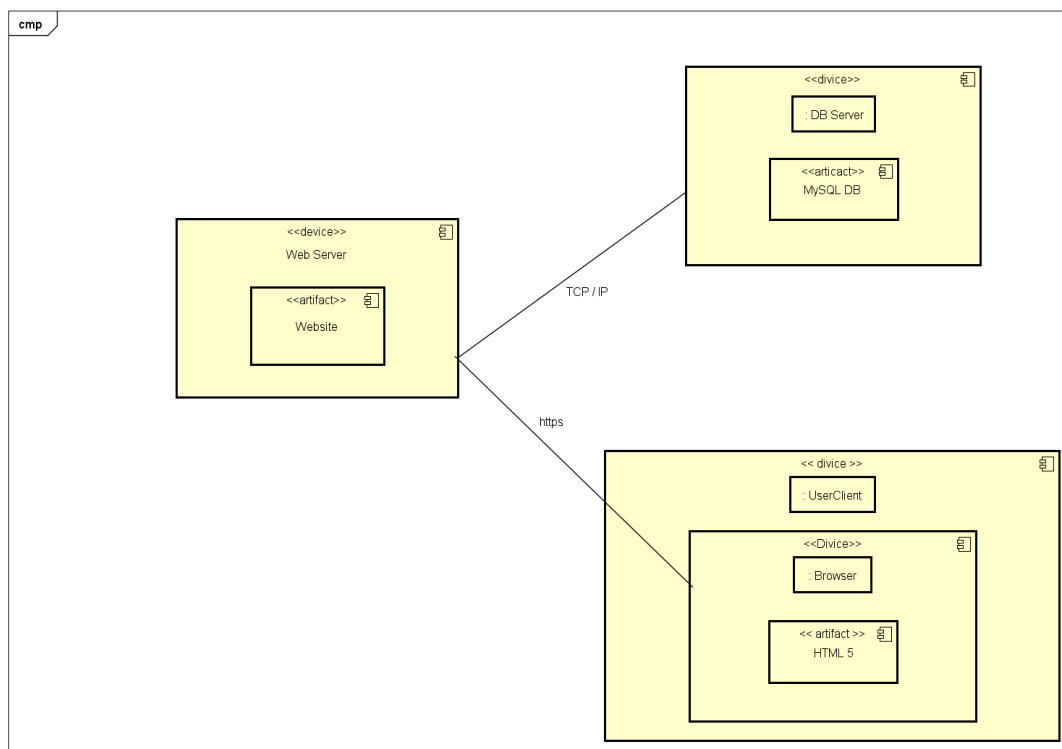 cmp
<<divice>>
: DB Server
<<articact>>
MySQL DB
<<device>>
Web Server
<<artifact>>
Website
TCP / IP
https
<< divice >>
: UserClient
<<Divice>>
: Browser
<< artifact >>
HTML 5